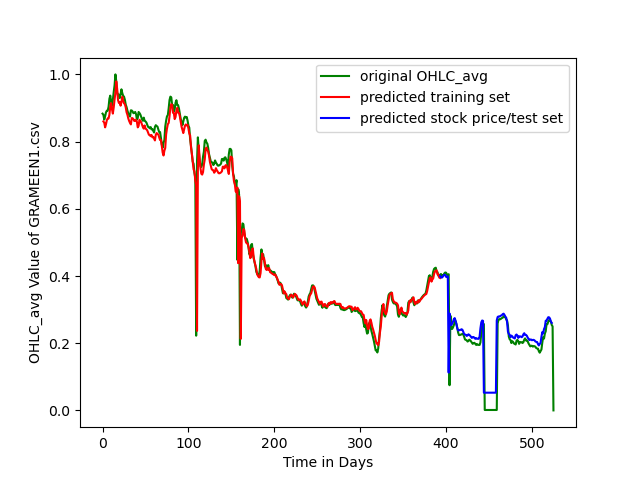 original OHLC_avg
predicted training set
predicted stock price/test set
OHLC_avg Value of GRAMEEN1.csv
1.0
0.8
0.6
0.4
0.2
0.0
0 100 200 300 400 500
Time in Days